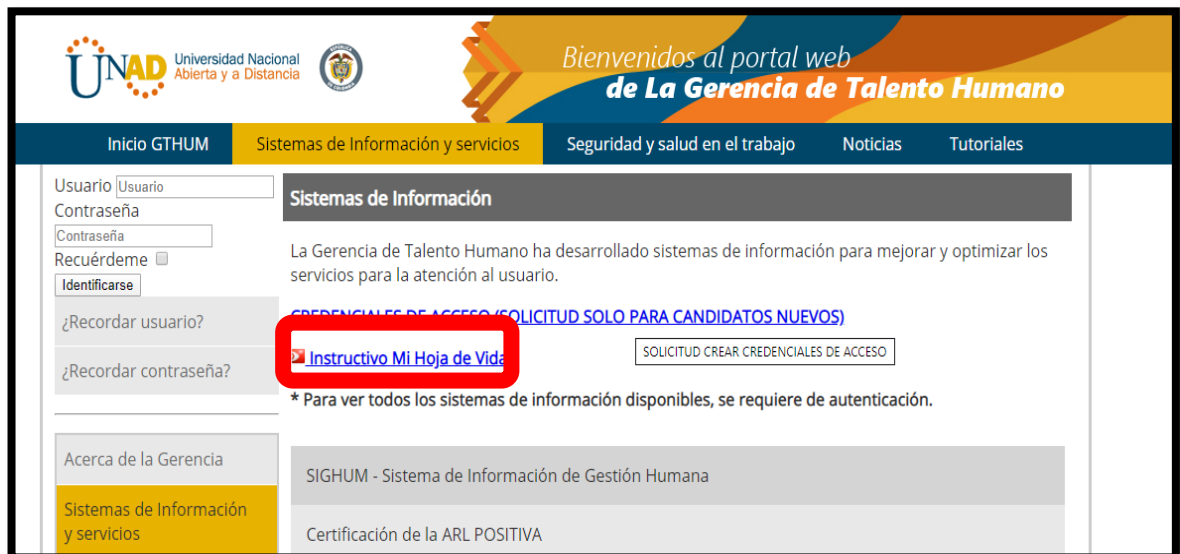 UNAD Universidad Nacional
Abierta y a Distancia
Bienvenidos al portal web
de La Gerencia de Talento Humano
Inicio GTHUM
Sistemas de Información y servicios
Seguridad y salud en el trabajo
Noticias
Tutoriales
Usuario Usuario
Contraseña
Contraseña
Recuérdeme
Identificarse
¿Recordar usuario?
¿Recordar contraseña?
Acerca de la Gerencia
Sistemas de Información
y servicios
Sistemas de Información
La Gerencia de Talento Humano ha desarrollado sistemas de información para mejorar y optimizar los
servicios para la atención al usuario.
CREDENCIALES DE ACCESO (SOLICITUD SOLO PARA CANDIDATOS NUEVOS)
Instructivo Mi Hoja de Vida
SOLICITUD CREAR CREDENCIALES DE ACCESO
* Para ver todos los sistemas de información disponibles, se requiere de autenticación.
SIGHUM - Sistema de Información de Gestión Humana
Certificación de la ARL POSITIVA